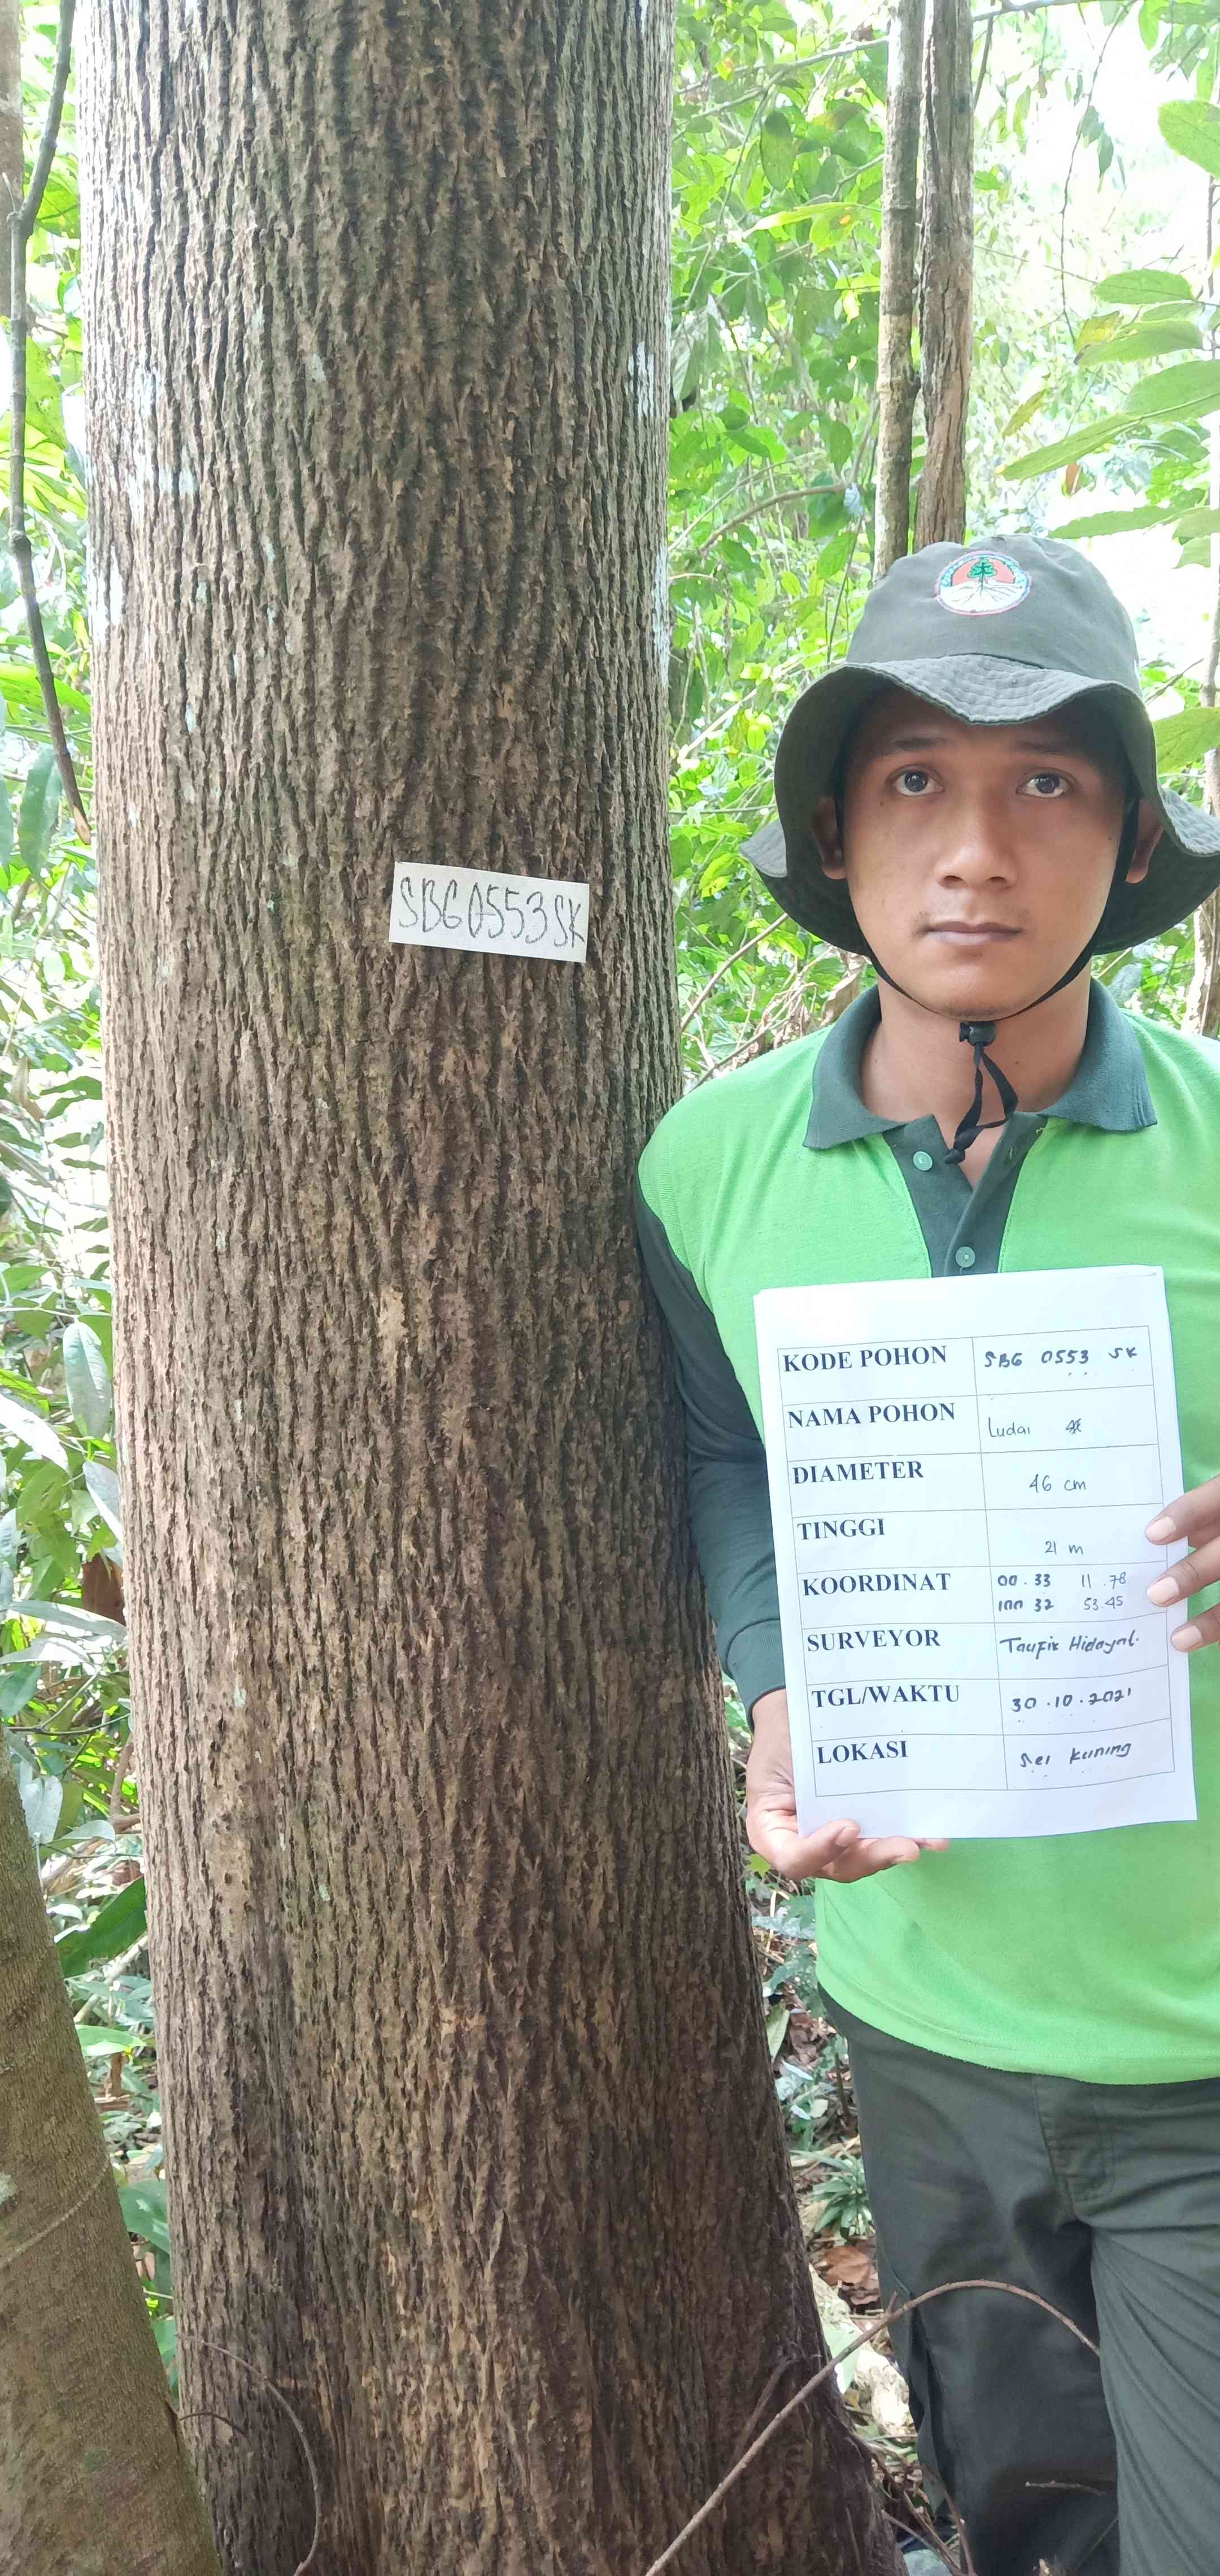 SBG0553SK
KODE POHON SBG 0553 SK
NAMA POHON Ludai
DIAMETER 46 cm
TINGGI 21 m
KOORDINAT 00.33 11.78
100 32 53.45
SURVEYOR Taufik Hidayat.
TGL/WAKTU 30.10.2021
LOKASI Sei Kuning